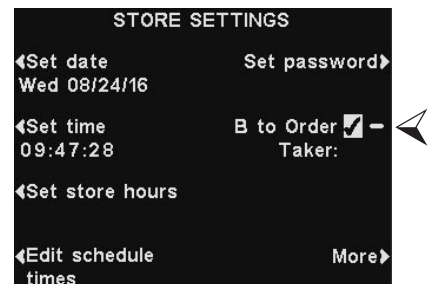 STORE SETTINGS
Set date
Wed 08/24/16
Set password
Set time
09:47:28
B to Order
Taker:
Set store hours
Edit schedule
times
More